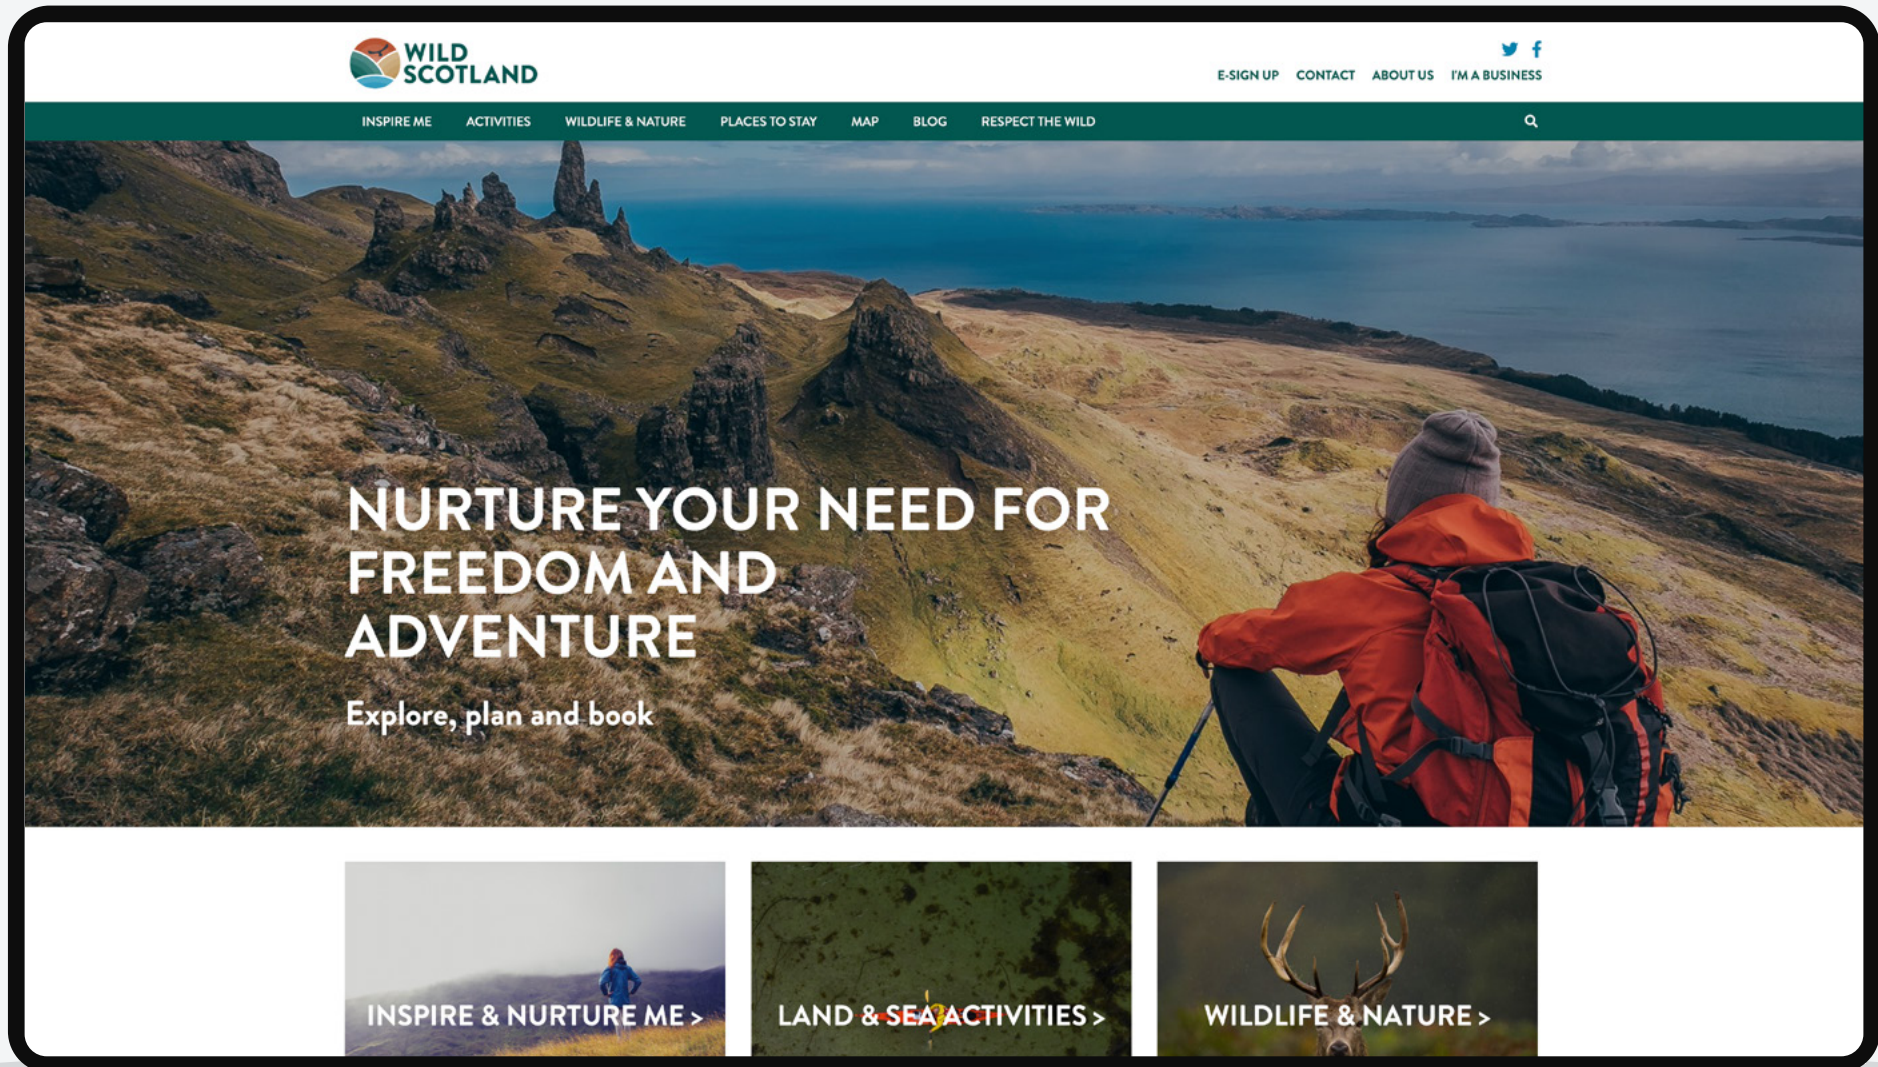 WILD
SCOTLAND
E-SIGN UP CONTACT ABOUT US I'M A BUSINESS
INSPIRE ME ACTIVITIES WILDLIFE & NATURE PLACES TO STAY MAP BLOG RESPECT THE WILD
NURTURE YOUR NEED FOR
FREEDOM AND
ADVENTURE
Explore, plan and book
INSPIRE & NURTURE ME >
LAND & SEA ACTIVITIES >
WILDLIFE & NATURE >